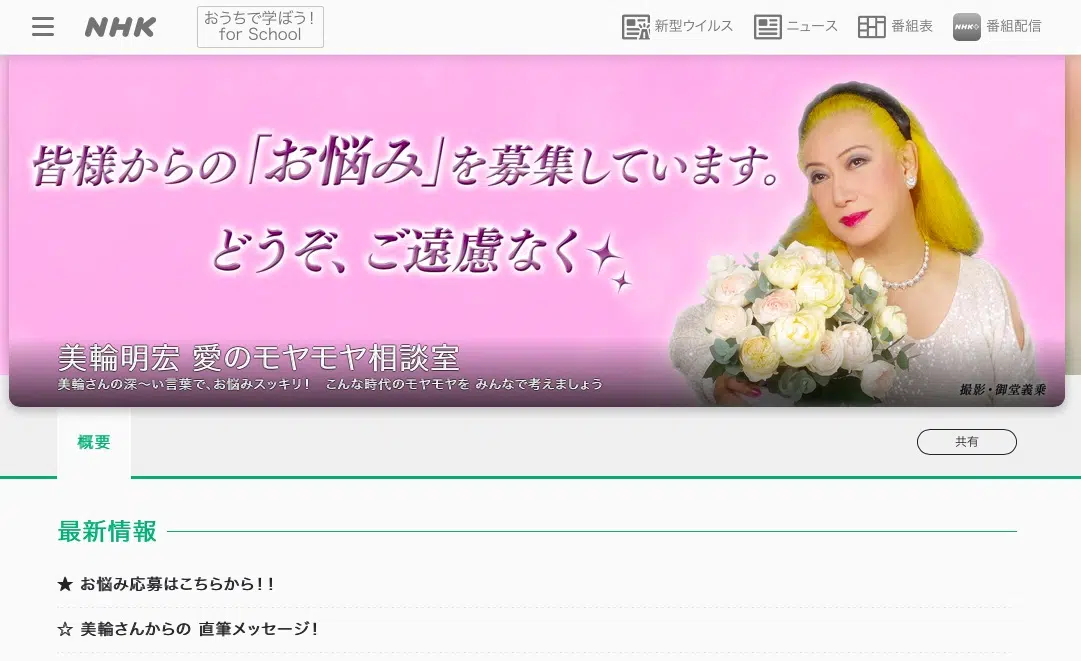 NHK
おうちで学ぼう！
for School
新型ウイルス
ニュース
番組表
NHK+
番組配信
皆様からの「お悩み」を募集しています。
どうぞ、ご遠慮なく
美輪明宏 愛のモヤモヤ相談室
美輪さんの深～い言葉で、お悩みスッキリ！　こんな時代のモヤモヤを みんなで考えましょう
撮影・御堂義乗
概要
共有
最新情報
★ お悩み応募はこちらから！！
☆ 美輪さんからの 直筆メッセージ！